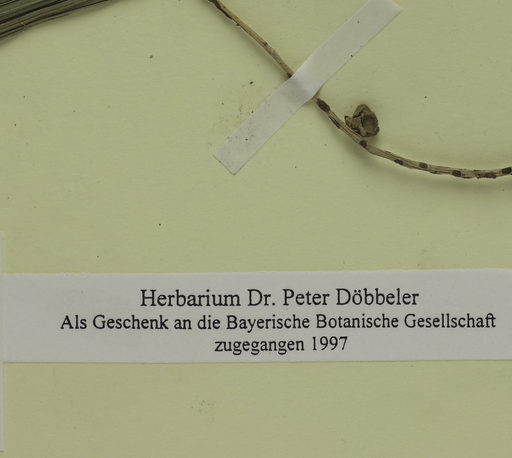 Herbarium Dr. Peter Döbbeler
Als Geschenk an die Bayerische Botanische Gesellschaft
zugegangen 1997